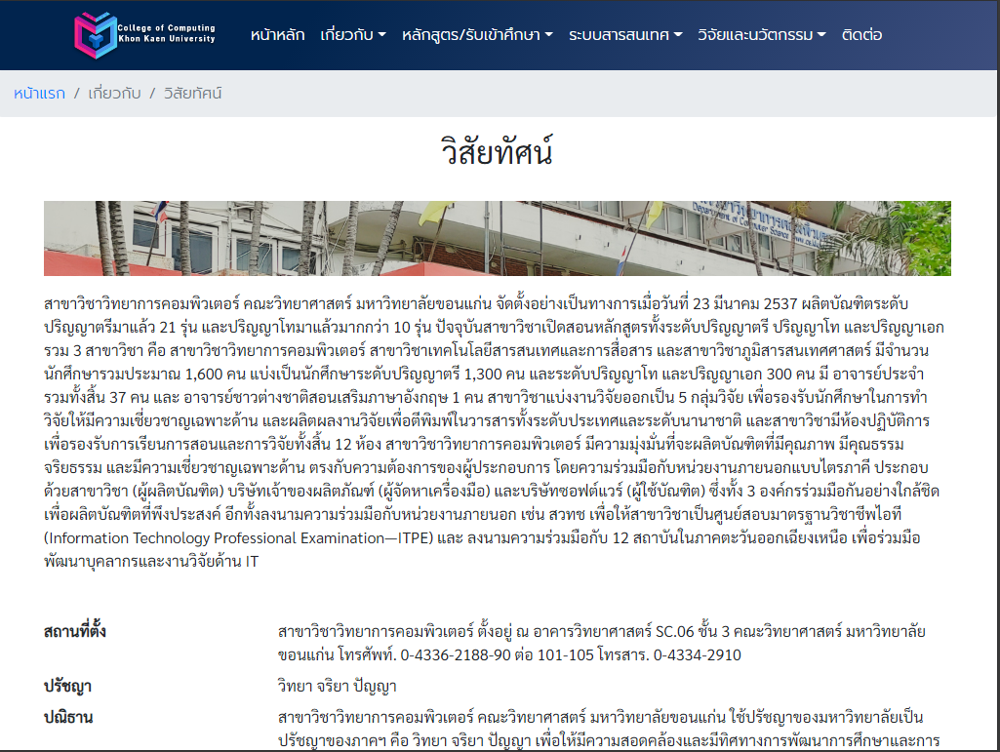 College of Computing
Khon Kaen University
หน้าหลัก เกี่ยวกับ หลักสูตร/รับเข้าศึกษา ระบบสารสนเทศ วิจัยและนวัตกรรม ติดต่อ
หน้าแรก / เกี่ยวกับ / วิสัยทัศน์
วิสัยทัศน์
Department of Computer Science
สาขาวิชาวิทยาการคอมพิวเตอร์ คณะวิทยาศาสตร์ มหาวิทยาลัยขอนแก่น จัดตั้งอย่างเป็นทางการเมื่อวันที่ 23 มีนาคม 2537 ผลิตบัณฑิตระดับ
ปริญญาตรีมาแล้ว 21 รุ่น และปริญญาโทมาแล้วมากกว่า 10 รุ่น ปัจจุบันสาขาวิชาเปิดสอนหลักสูตรทั้งระดับปริญญาตรี ปริญญาโท และปริญญาเอก
รวม 3 สาขาวิชา คือ สาขาวิชาวิทยาการคอมพิวเตอร์ สาขาวิชาเทคโนโลยีสารสนเทศและการสื่อสาร และสาขาวิชาภูมิสารสนเทศศาสตร์ มีจำนวน
นักศึกษารวมประมาณ 1,600 คน แบ่งเป็นนักศึกษาระดับปริญญาตรี 1,300 คน และระดับปริญญาโท และปริญญาเอก 300 คน มี อาจารย์ประจำ
รวมทั้งสิ้น 37 คน และ อาจารย์ชาวต่างชาติสอนเสริมภาษาอังกฤษ 1 คน สาขาวิชาแบ่งงานวิจัยออกเป็น 5 กลุ่มวิจัย เพื่อรองรับนักศึกษาในการทำ
วิจัยให้มีความเชี่ยวชาญเฉพาะด้าน และผลิตผลงานวิจัยเพื่อตีพิมพ์ในวารสารทั้งระดับประเทศและระดับนานาชาติ และสาขาวิชามีห้องปฏิบัติการ
เพื่อรองรับการเรียนการสอนและการวิจัยทั้งสิ้น 12 ห้อง สาขาวิชาวิทยาการคอมพิวเตอร์ มีความมุ่งมั่นที่จะผลิตบัณฑิตที่มีคุณภาพ มีคุณธรรม
จริยธรรม และมีความเชี่ยวชาญเฉพาะด้าน ตรงกับความต้องการของผู้ประกอบการ โดยความร่วมมือกับหน่วยงานภายนอกแบบไตรภาคี ประกอบ
ด้วยสาขาวิชา (ผู้ผลิตบัณฑิต) บริษัทเจ้าของผลิตภัณฑ์ (ผู้จัดหาเครื่องมือ) และบริษัทซอฟต์แวร์ (ผู้ใช้บัณฑิต) ซึ่งทั้ง 3 องค์กรร่วมมือกันอย่างใกล้ชิด
เพื่อผลิตบัณฑิตที่พึงประสงค์ อีกทั้งลงนามความร่วมมือกับหน่วยงานภายนอก เช่น สวทช เพื่อให้สาขาวิชาเป็นศูนย์สอบมาตรฐานวิชาชีพไอที
(Information Technology Professional Examination—ITPE) และ ลงนามความร่วมมือกับ 12 สถาบันในภาคตะวันออกเฉียงเหนือ เพื่อร่วมมือ
พัฒนาบุคลากรและงานวิจัยด้าน IT
สถานที่ตั้ง สาขาวิชาวิทยาการคอมพิวเตอร์ ตั้งอยู่ ณ อาคารวิทยาศาสตร์ SC.06 ชั้น 3 คณะวิทยาศาสตร์ มหาวิทยาลัย
ขอนแก่น โทรศัพท์. 0-4336-2188-90 ต่อ 101-105 โทรสาร. 0-4334-2910
ปรัชญา วิทยา จริยา ปัญญา
ปณิธาน สาขาวิชาวิทยาการคอมพิวเตอร์ คณะวิทยาศาสตร์ มหาวิทยาลัยขอนแก่น ใช้ปรัชญาของมหาวิทยาลัยเป็น
ปรัชญาของภาคฯ คือ วิทยา จริยา ปัญญา เพื่อให้มีความสอดคล้องและมีทิศทางการพัฒนาการศึกษาและการ